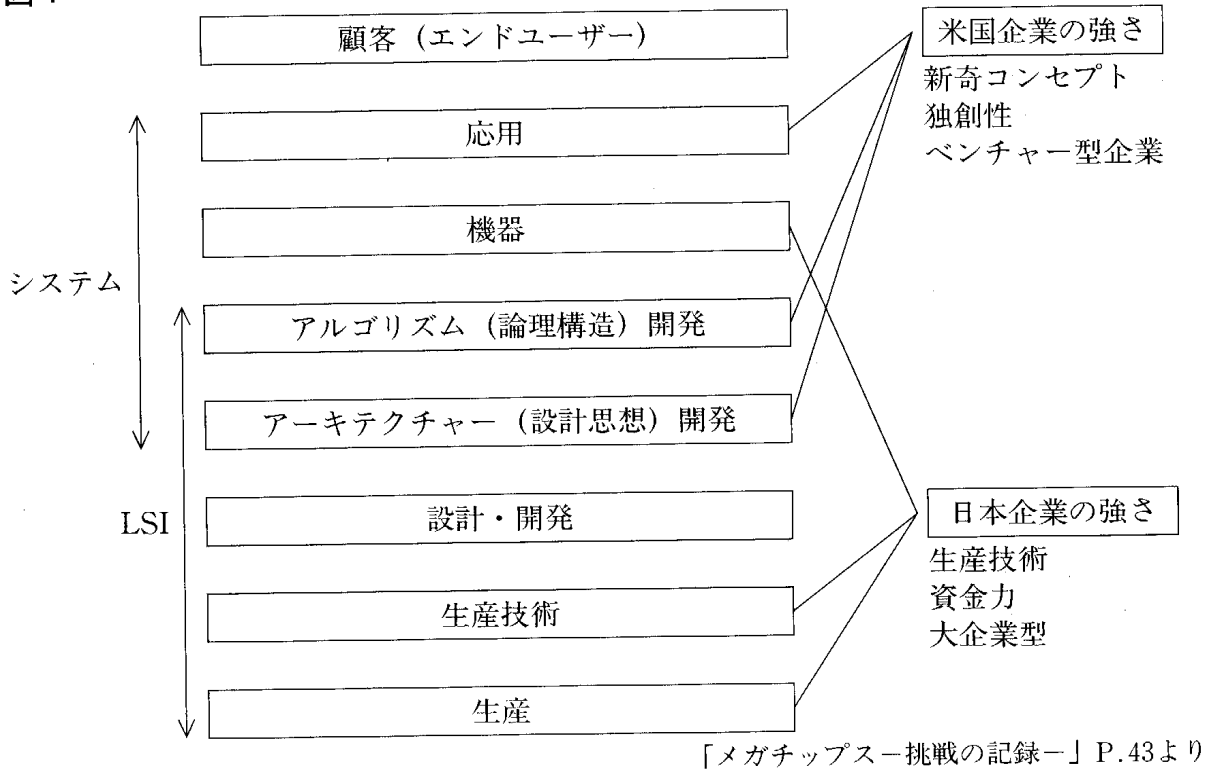 顧客（エンドユーザー）
応用
機器
アルゴリズム（論理構造）開発
アーキテクチャー（設計思想）開発
設計・開発
生産技術
生産
システム
LSI
米国企業の強さ
新奇コンセプト
独創性
ベンチャー型企業
日本企業の強さ
生産技術
資金力
大企業型
「メガチップス－挑戦の記録－」P.43より